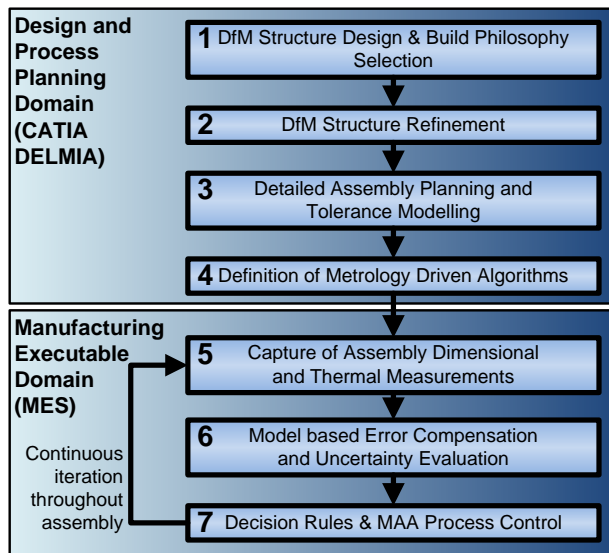 Design and
Process
Planning
Domain
(CATIA
DELMIA)
1 DfM Structure Design & Build Philosophy
Selection
2 DfM Structure Refinement
3 Detailed Assembly Planning and
Tolerance Modelling
4 Definition of Metrology Driven Algorithms
Manufacturing
Executable
Domain
(MES)
5 Capture of Assembly Dimensional
and Thermal Measurements
6 Model based Error Compensation
and Uncertainty Evaluation
7 Decision Rules & MAA Process Control
Continuous
iteration
throughout
assembly